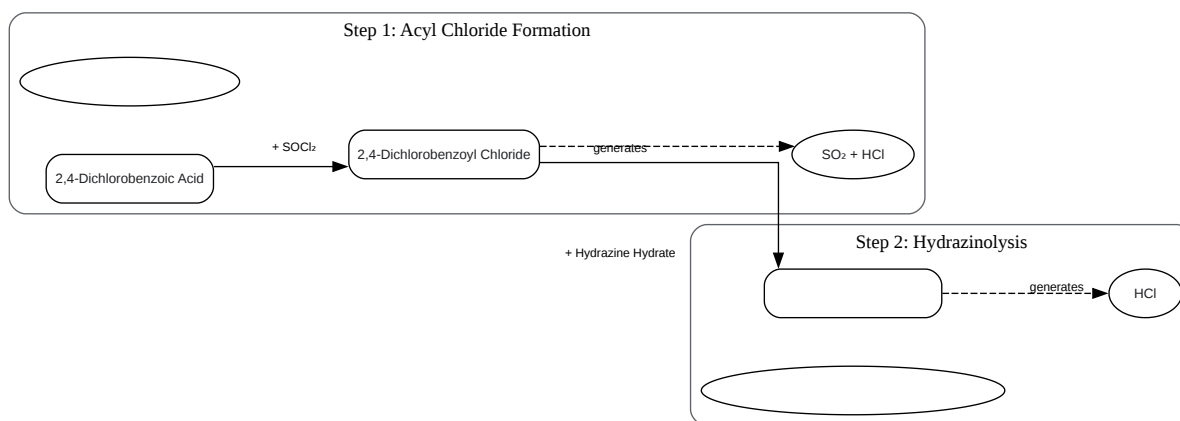 Step 1: Acyl Chloride Formation
+ SOCl₂
2,4-Dichlorobenzoic Acid
2,4-Dichlorobenzoyl Chloride
generates
SO₂ + HCl
+ Hydrazine Hydrate
Step 2: Hydrazinolysis
generates
HCl